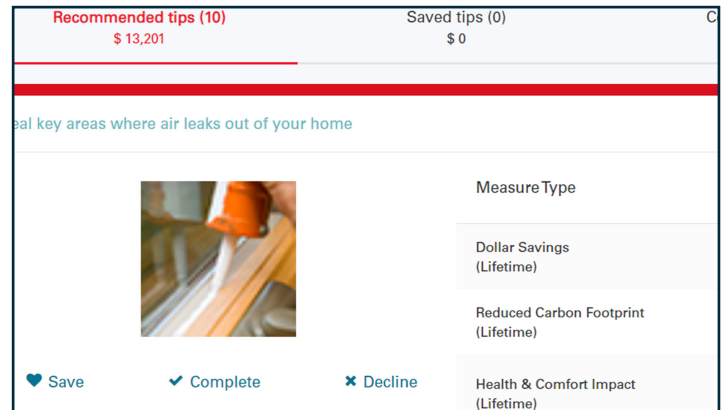 Recommended tips (10)
$ 13,201
Saved tips (0)
$ 0
eal key areas where air leaks out of your home
Measure Type
Dollar Savings
(Lifetime)
Reduced Carbon Footprint
(Lifetime)
Health & Comfort Impact
(Lifetime)
Save
Complete
Decline